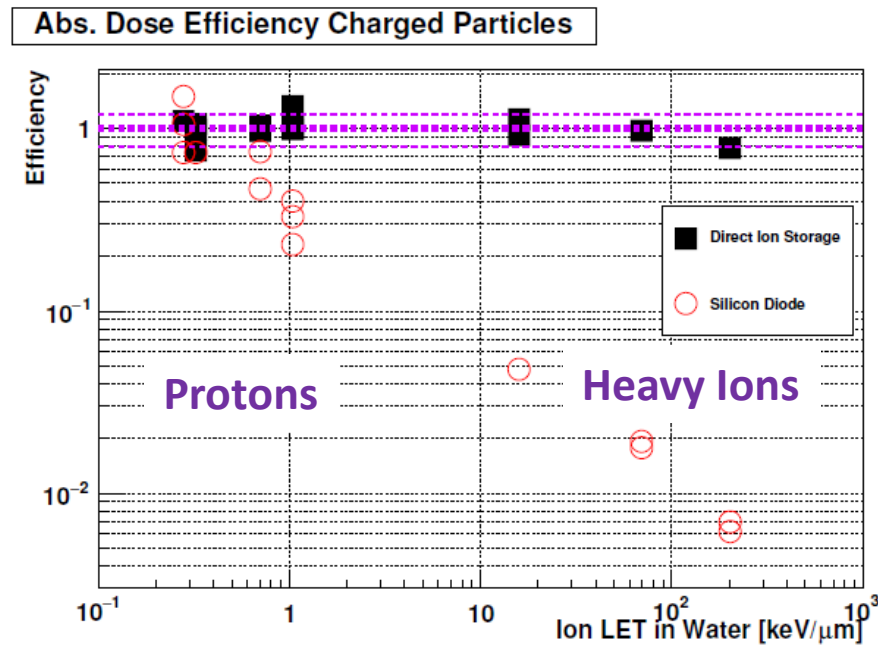 Abs. Dose Efficiency Charged Particles
Efficiency
1
10⁻¹
10⁻²
Direct Ion Storage
Silicon Diode
Protons
Heavy Ions
10⁻¹ 1 10 10² 10³
Ion LET in Water [keV/μm]